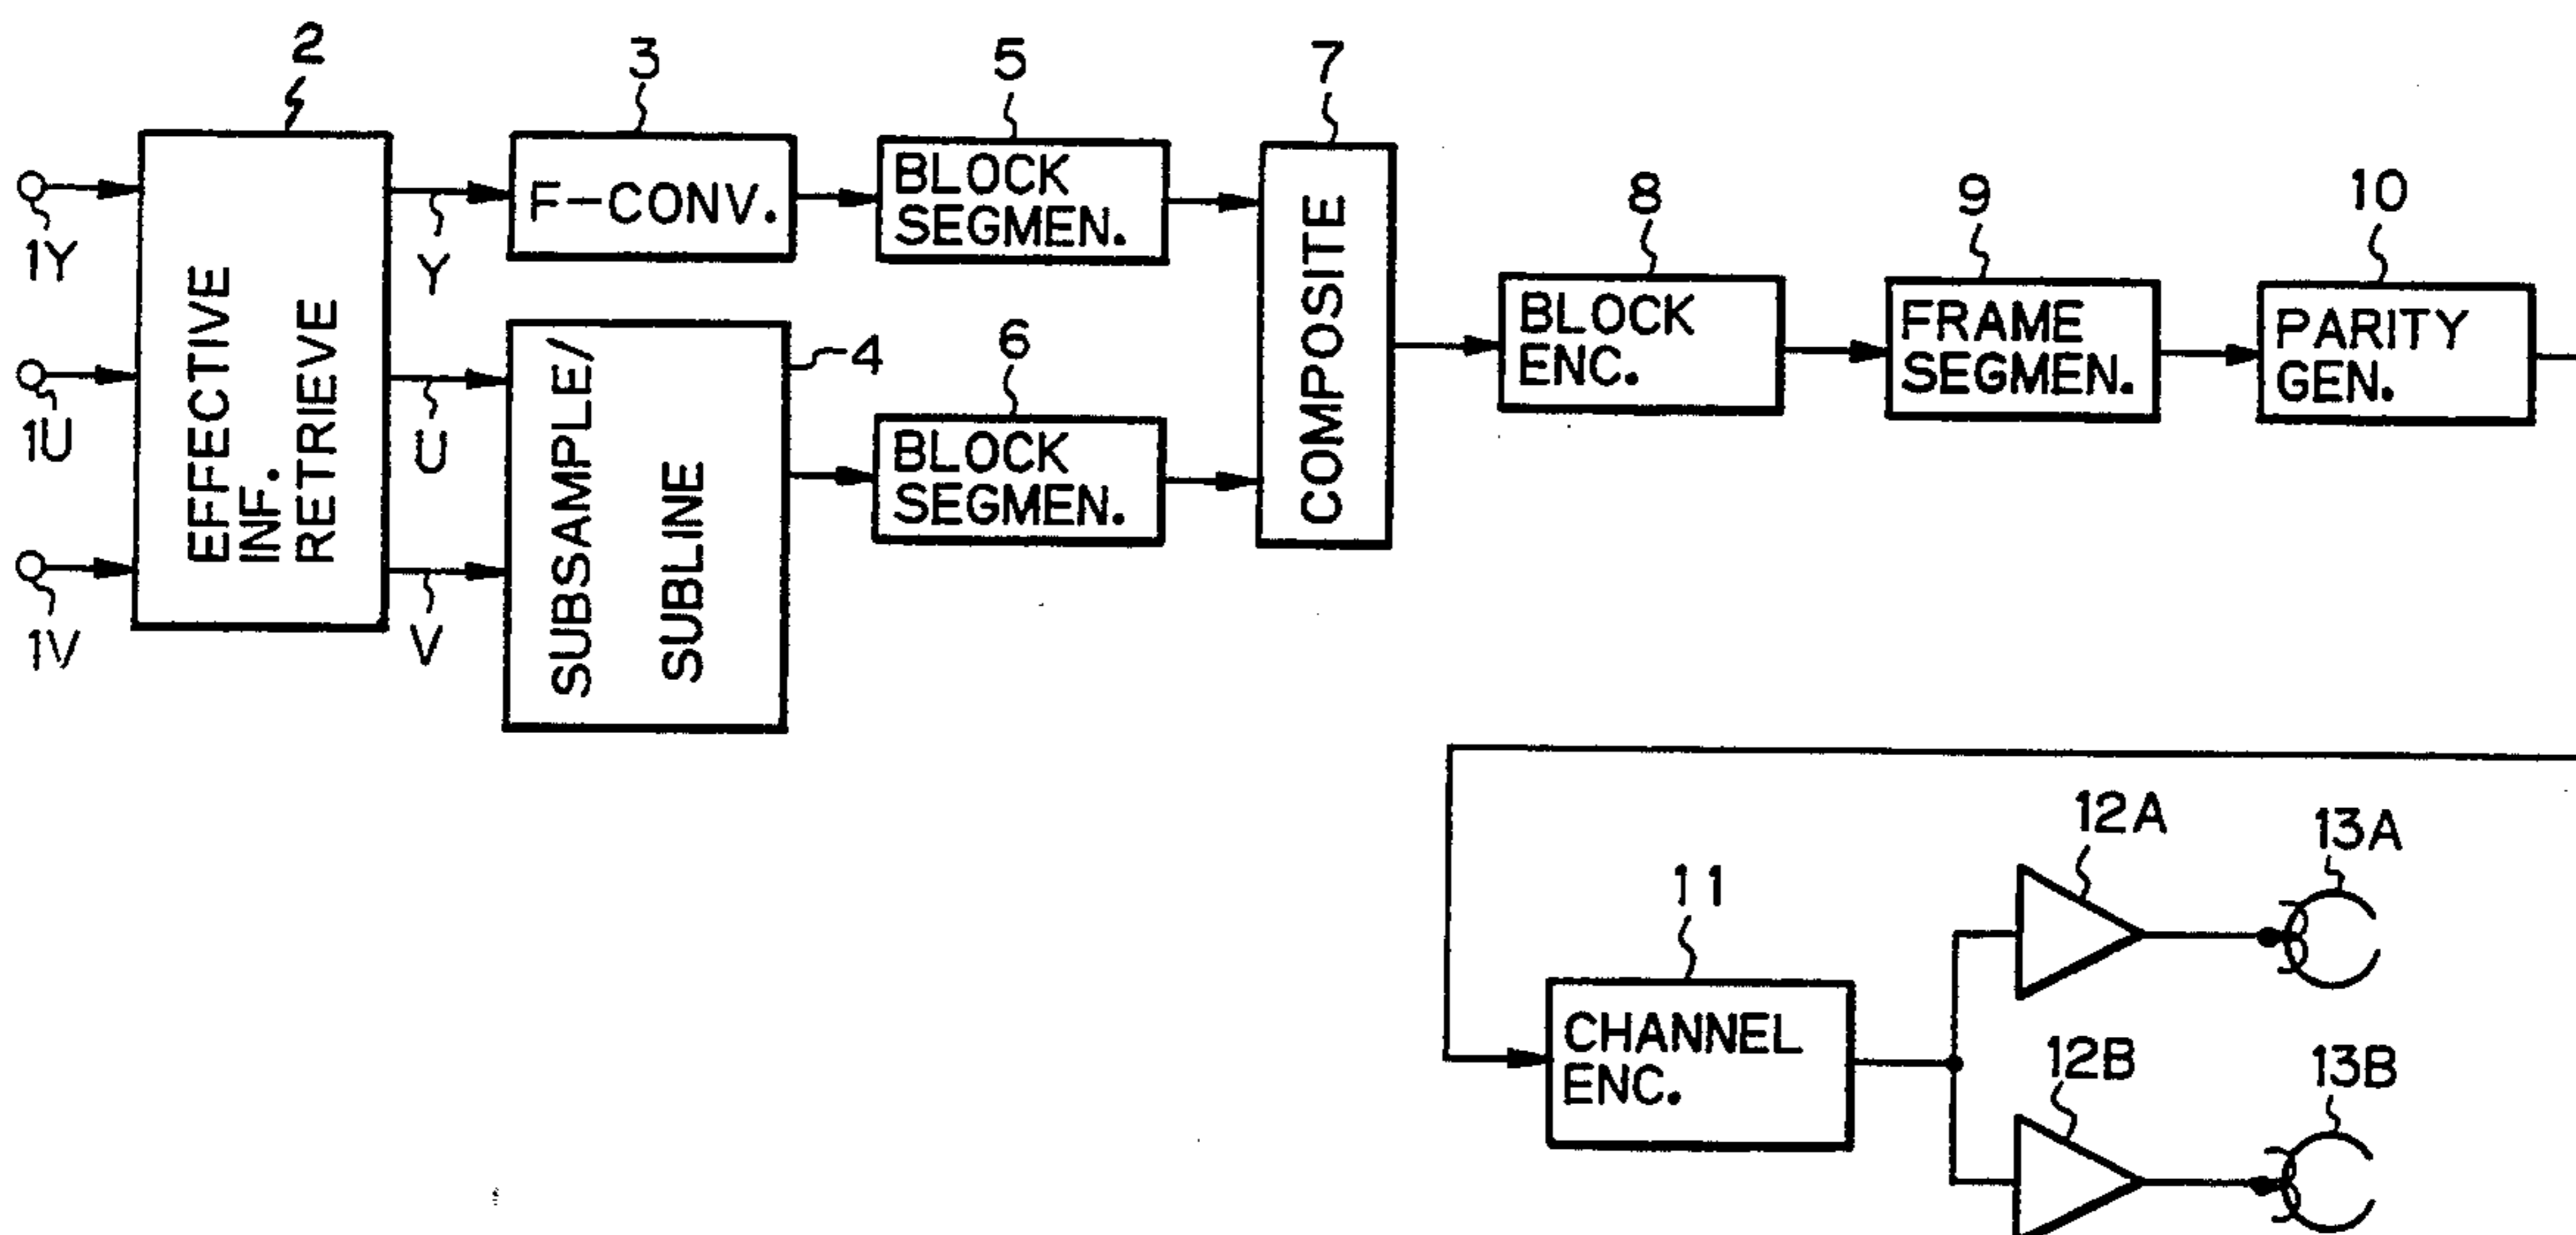 2
3
5
7
1Y
1U
1V
EFFECTIVE
INF.
RETRIEVE
Y
U
V
F-CONV.
BLOCK
SEGMEN.
4
SUBSAMPLE/
SUBLINE
6
BLOCK
SEGMEN.
COMPOSITE
8
BLOCK
ENC.
9
FRAME
SEGMEN.
10
PARITY
GEN.
11
CHANNEL
ENC.
12A
13A
12B
13B